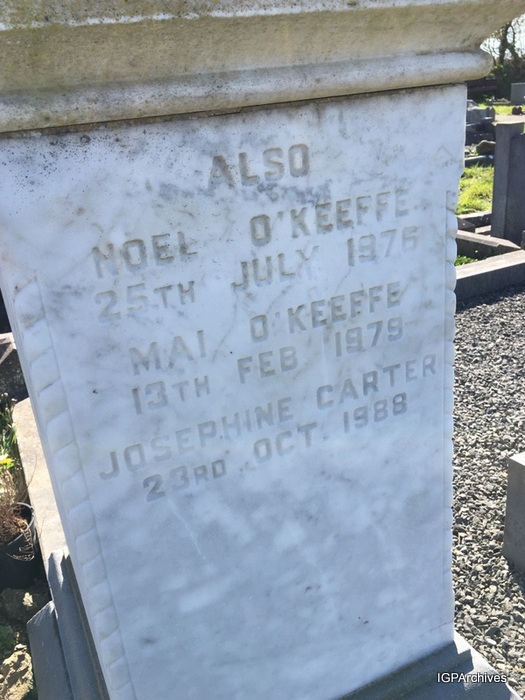 ALSO
NOEL O'KEEFFE
25TH JULY 1976
MAI O'KEEFFE
13TH FEB 1979
JOSEPHINE CARTER
23RD OCT. 1988
IGPArchives